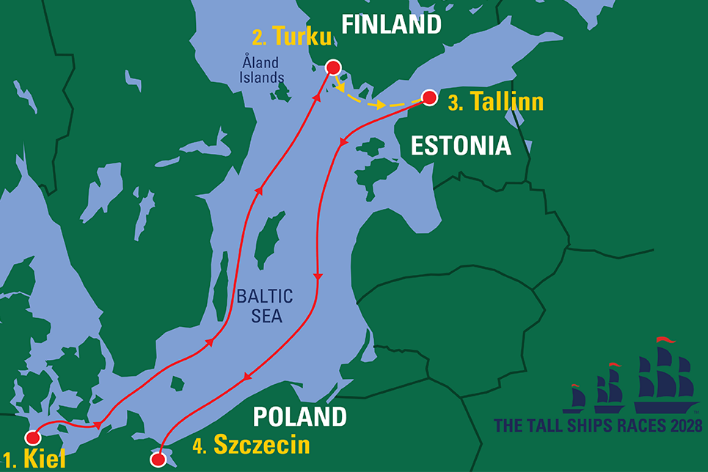 FINLAND
2. Turku
Åland
Islands
3. Tallinn
ESTONIA
BALTIC
SEA
POLAND
THE TALL SHIPS RACES 2028
4. Szczecin
1. Kiel